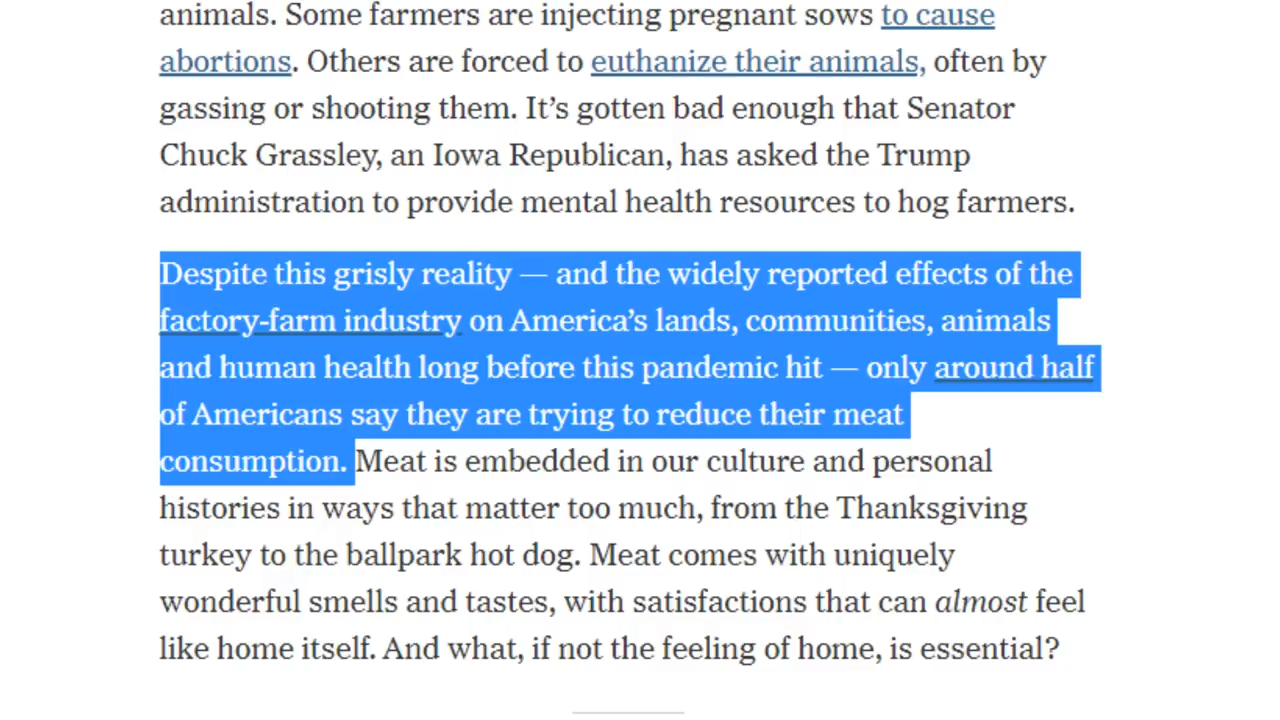 animals. Some farmers are injecting pregnant sows to cause
abortions. Others are forced to euthanize their animals, often by
gassing or shooting them. It’s gotten bad enough that Senator
Chuck Grassley, an Iowa Republican, has asked the Trump
administration to provide mental health resources to hog farmers.
Despite this grisly reality — and the widely reported effects of the
factory-farm industry on America’s lands, communities, animals
and human health long before this pandemic hit — only around half
of Americans say they are trying to reduce their meat
consumption. Meat is embedded in our culture and personal
histories in ways that matter too much, from the Thanksgiving
turkey to the ballpark hot dog. Meat comes with uniquely
wonderful smells and tastes, with satisfactions that can almost feel
like home itself. And what, if not the feeling of home, is essential?